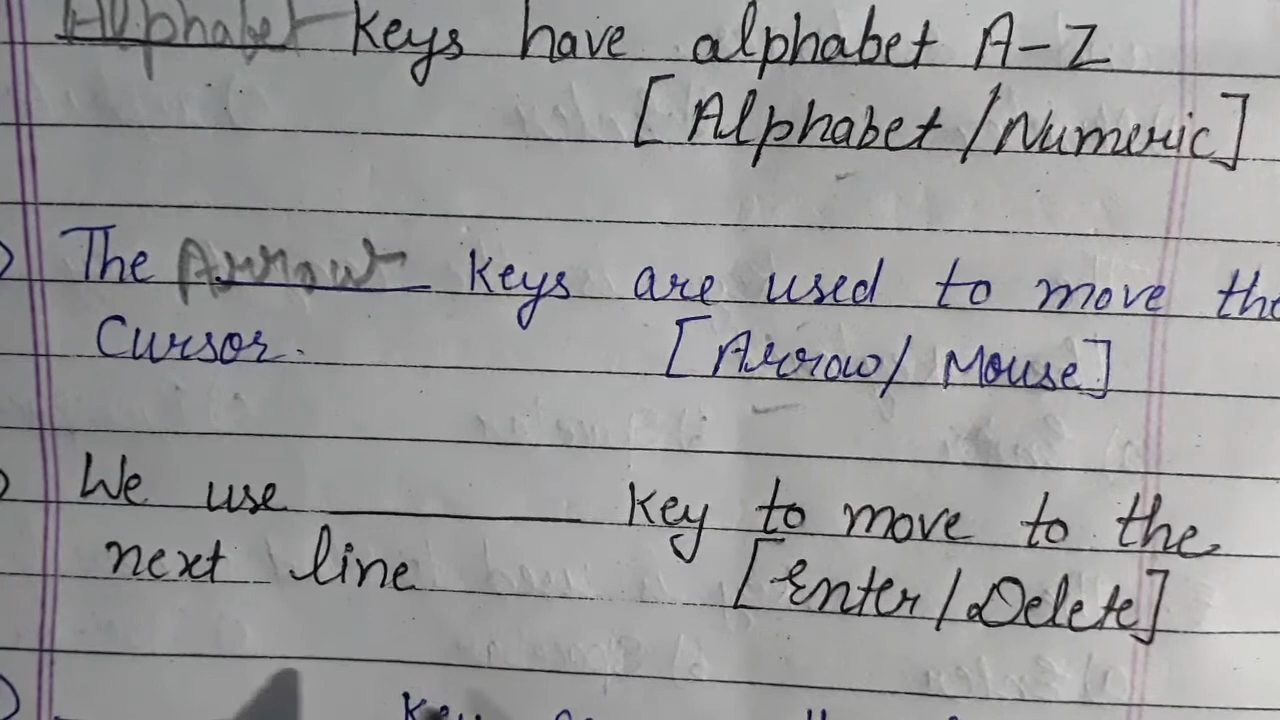 Alphabet Keys have alphabet A-Z
[Alphabet/Numeric]
The Arrow Keys are used to move the
Cursor. [Arrow/ Mouse]
We use ________ Key to move to the
next line [Enter/Delete]